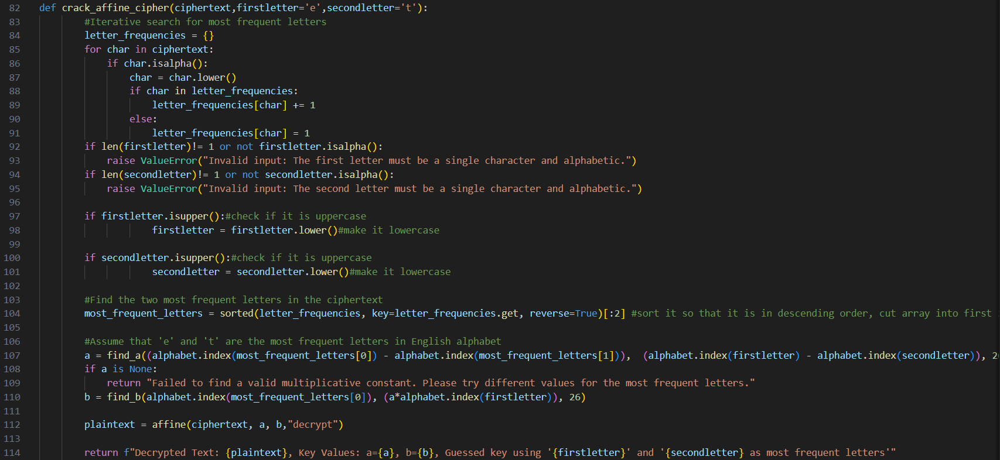 82 def crack_affine_cipher(ciphertext,firstletter='e',secondletter='t'):
83 #Iterative search for most frequent letters
84 letter_frequencies = {}
85 for char in ciphertext:
86 if char.isalpha():
87 char = char.lower()
88 if char in letter_frequencies:
89 letter_frequencies[char] += 1
90 else:
91 letter_frequencies[char] = 1
92 if len(firstletter)!= 1 or not firstletter.isalpha():
93 raise ValueError("Invalid input: The first letter must be a single character and alphabetic.")
94 if len(secondletter)!= 1 or not secondletter.isalpha():
95 raise ValueError("Invalid input: The second letter must be a single character and alphabetic.")
96
97 if firstletter.isupper():#check if it is uppercase
98 firstletter = firstletter.lower()#make it lowercase
99
100 if secondletter.isupper():#check if it is uppercase
101 secondletter = secondletter.lower()#make it lowercase
102
103 #Find the two most frequent letters in the ciphertext
104 most_frequent_letters = sorted(letter_frequencies, key=letter_frequencies.get, reverse=True)[:2] #sort it so that it is in descending order, cut array into first
105
106 #Assume that 'e' and 't' are the most frequent letters in English alphabet
107 a = find_a((alphabet.index(most_frequent_letters[0]) - alphabet.index(most_frequent_letters[1])), (alphabet.index(firstletter) - alphabet.index(secondletter)), 2
108 if a is None:
109 return "Failed to find a valid multiplicative constant. Please try different values for the most frequent letters."
110 b = find_b(alphabet.index(most_frequent_letters[0]), (a*alphabet.index(firstletter)), 26)
111
112 plaintext = affine(ciphertext, a, b,"decrypt")
113
114 return f"Decrypted Text: {plaintext}, Key Values: a={a}, b={b}, Guessed key using '{firstletter}' and '{secondletter} as most frequent letters'"